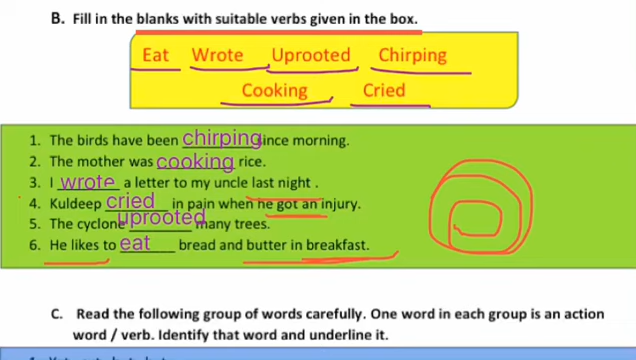 B. Fill in the blanks with suitable verbs given in the box.
Eat Wrote Uprooted Chirping
Cooking Cried
1. The birds have been chirping since morning.
2. The mother was cooking rice.
3. I wrote a letter to my uncle last night .
4. Kuldeep cried in pain when he got an injury.
5. The cyclone uprooted many trees.
6. He likes to eat bread and butter in breakfast.
C. Read the following group of words carefully. One word in each group is an action
word / verb. Identify that word and underline it.